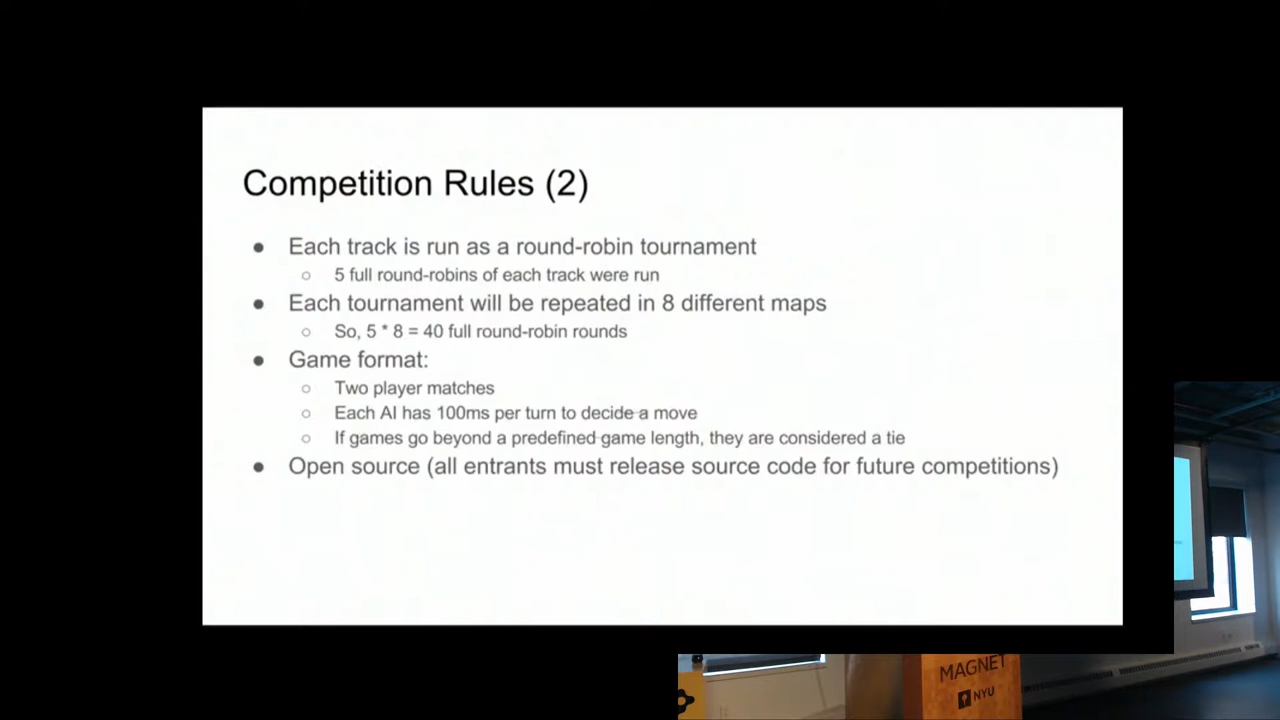 Competition Rules (2)
● Each track is run as a round-robin tournament
○ 5 full round-robins of each track were run
● Each tournament will be repeated in 8 different maps
○ So, 5 * 8 = 40 full round-robin rounds
● Game format:
○ Two player matches
○ Each AI has 100ms per turn to decide a move
○ If games go beyond a predefined game length, they are considered a tie
● Open source (all entrants must release source code for future competitions)
MAGNET
NYU